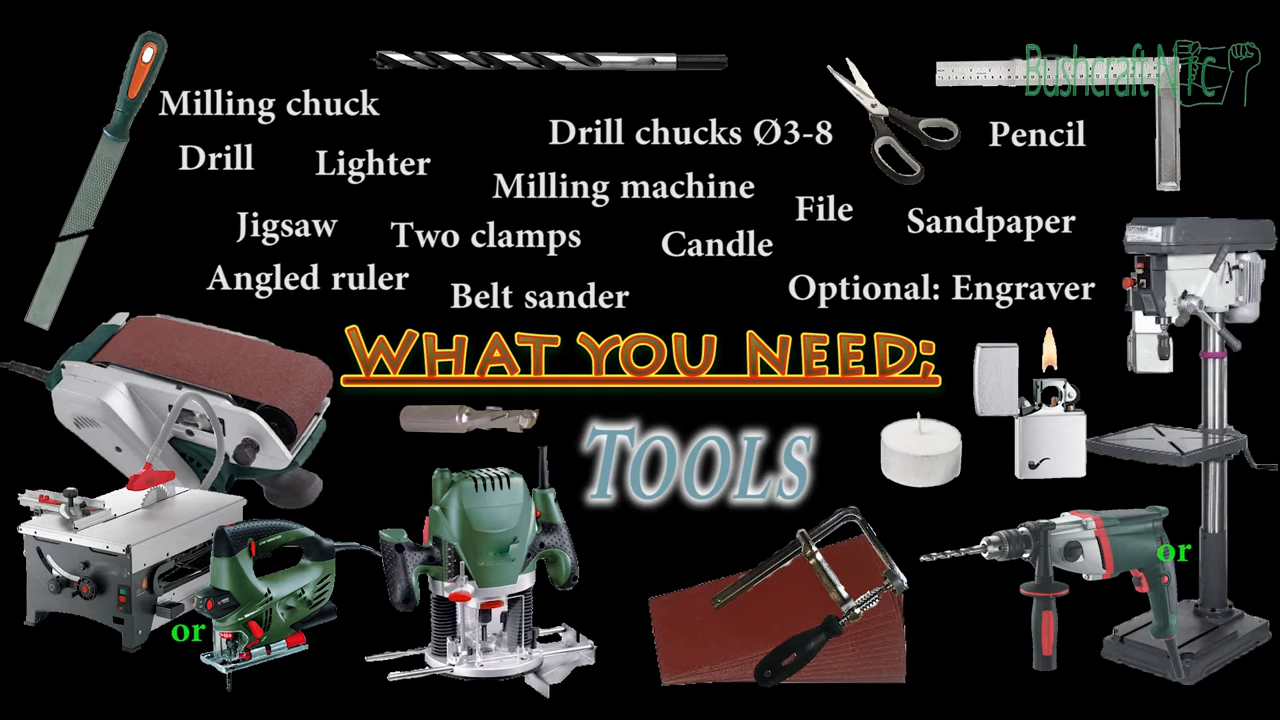 Bushcraft NTC
Milling chuck
Drill chucks Ø3-8
Pencil
Drill
Lighter
Milling machine
File
Sandpaper
Jigsaw
Two clamps
Candle
Angled ruler
Belt sander
Optional: Engraver
WHAT YOU NEED:
TOOLS
or
or